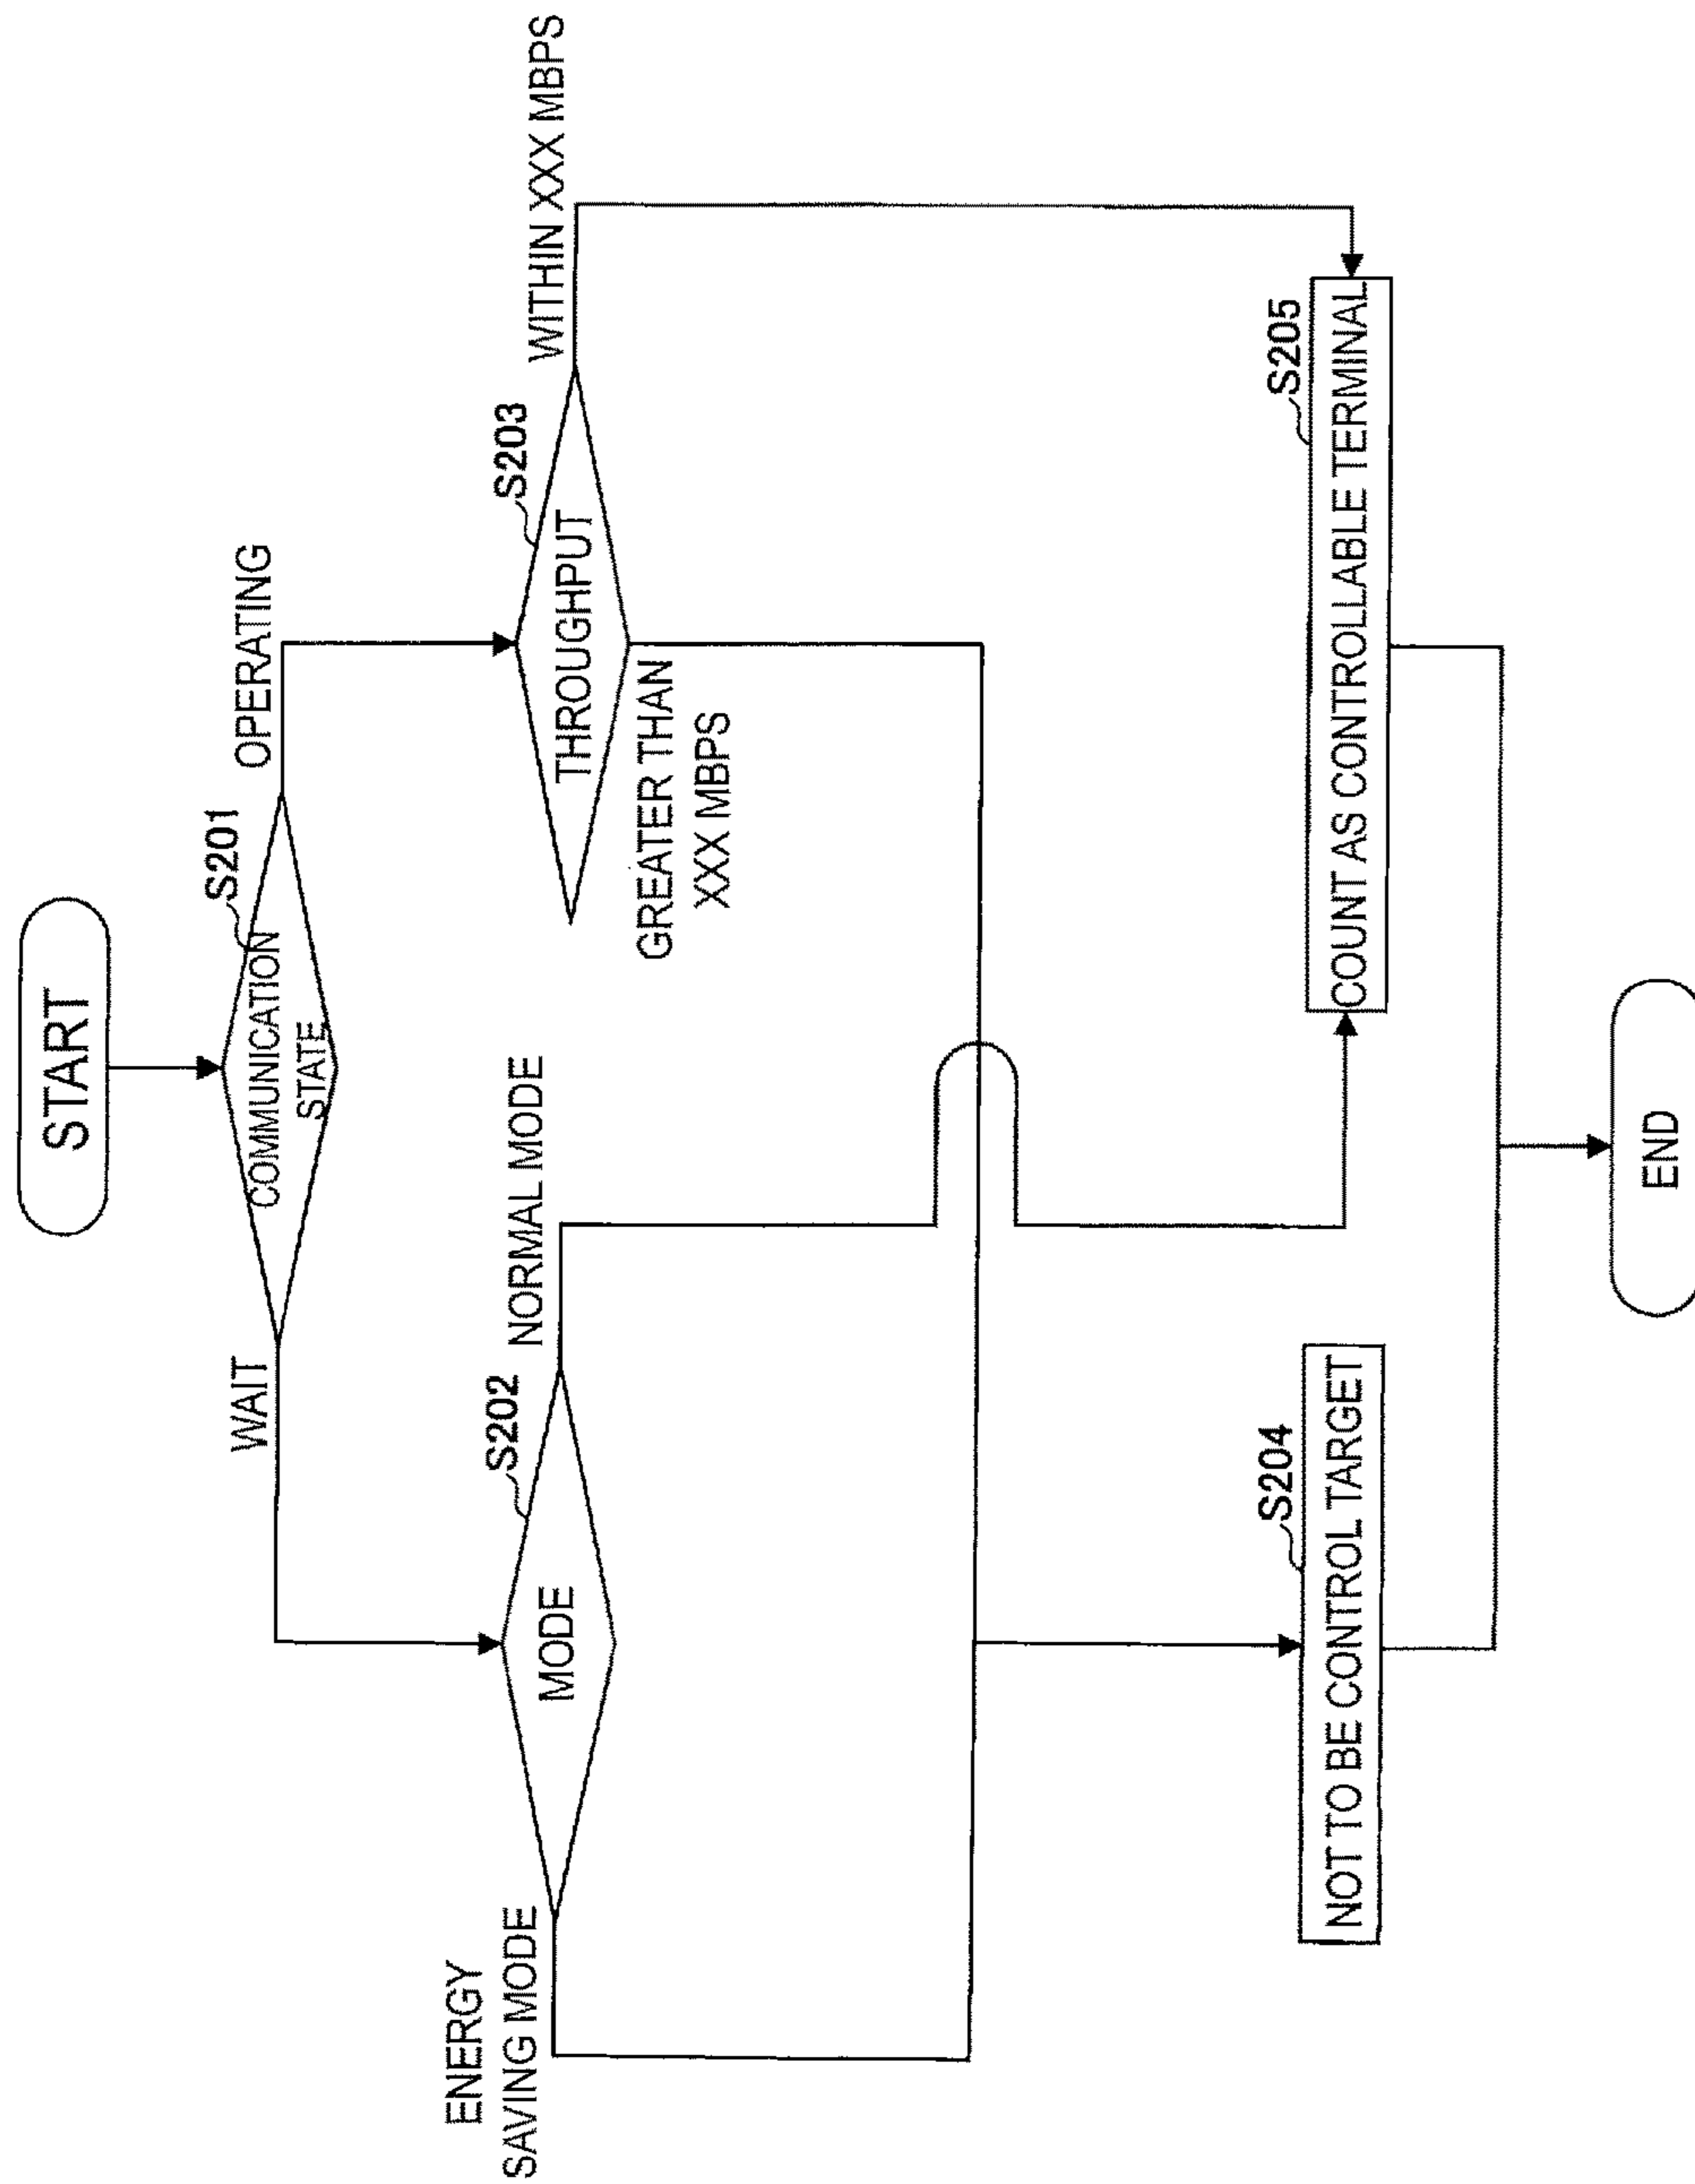 START
S201
COMMUNICATION
STATE
WAIT
OPERATING
S202
MODE
ENERGY
SAVING MODE
NORMAL MODE
S203
THROUGHPUT
WITHIN XXX MBPS
GREATER THAN
XXX MBPS
S204
NOT TO BE CONTROL TARGET
S205
COUNT AS CONTROLLABLE TERMINAL
END